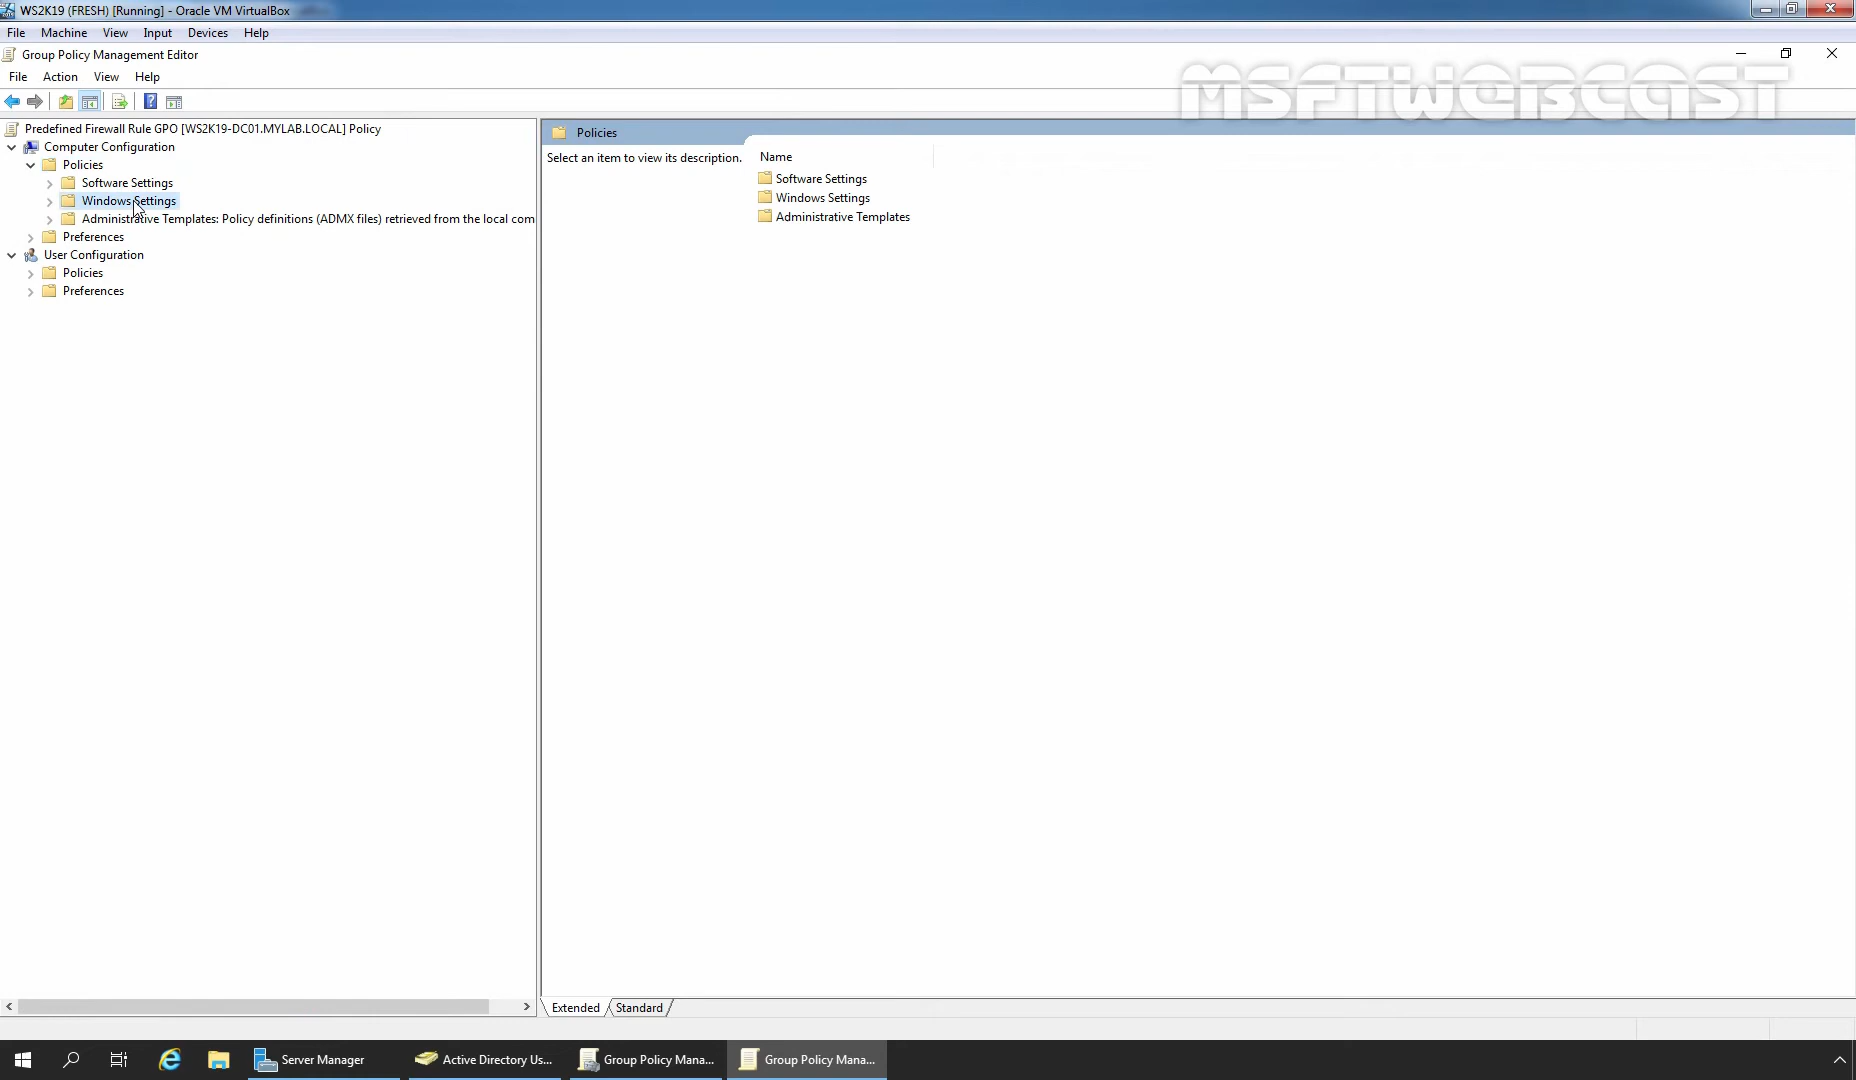 WS2K19 (FRESH) [Running] - Oracle VM VirtualBox
File Machine View Input Devices Help
Group Policy Management Editor
File Action View Help
MSFTWEBCAST
Predefined Firewall Rule GPO [WS2K19-DC01.MYLAB.LOCAL] Policy
Computer Configuration
Policies
Software Settings
Windows Settings
Administrative Templates: Policy definitions (ADMX files) retrieved from the local com
Preferences
User Configuration
Policies
Preferences
Policies
Select an item to view its description.
Name
Software Settings
Windows Settings
Administrative Templates
Extended Standard
Server Manager Active Directory Us... Group Policy Mana... Group Policy Mana...